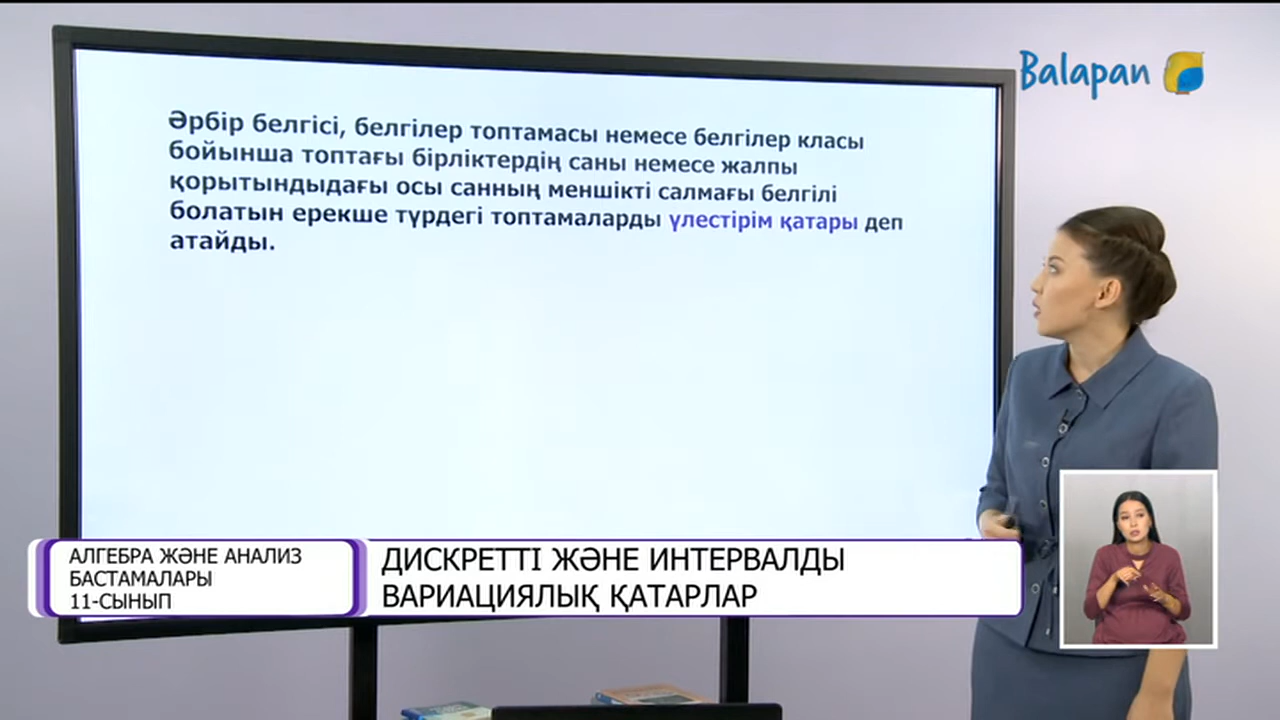 Balapan
Әрбір белгісі, белгілер топтамасы немесе белгілер класы
бойынша топтағы бірліктердің саны немесе жалпы
қорытындыдағы осы санның меншікті салмағы белгілі
болатын ерекше түрдегі топтамаларды үлестірім қатары деп
атайды.
АЛГЕБРА ЖӘНЕ АНАЛИЗ
БАСТАМАЛАРЫ
11-СЫНЫП
ДИСКРЕТТІ ЖӘНЕ ИНТЕРВАЛДЫ
ВАРИАЦИЯЛЫҚ ҚАТАРЛАР